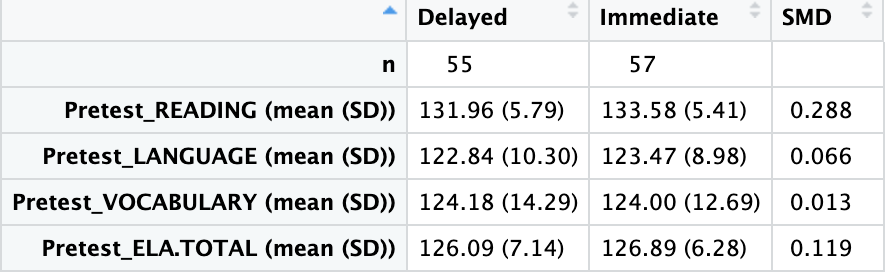 Delayed Immediate SMD
n 55 57
Pretest_READING (mean (SD)) 131.96 (5.79) 133.58 (5.41) 0.288
Pretest_LANGUAGE (mean (SD)) 122.84 (10.30) 123.47 (8.98) 0.066
Pretest_VOCABULARY (mean (SD)) 124.18 (14.29) 124.00 (12.69) 0.013
Pretest_ELA.TOTAL (mean (SD)) 126.09 (7.14) 126.89 (6.28) 0.119